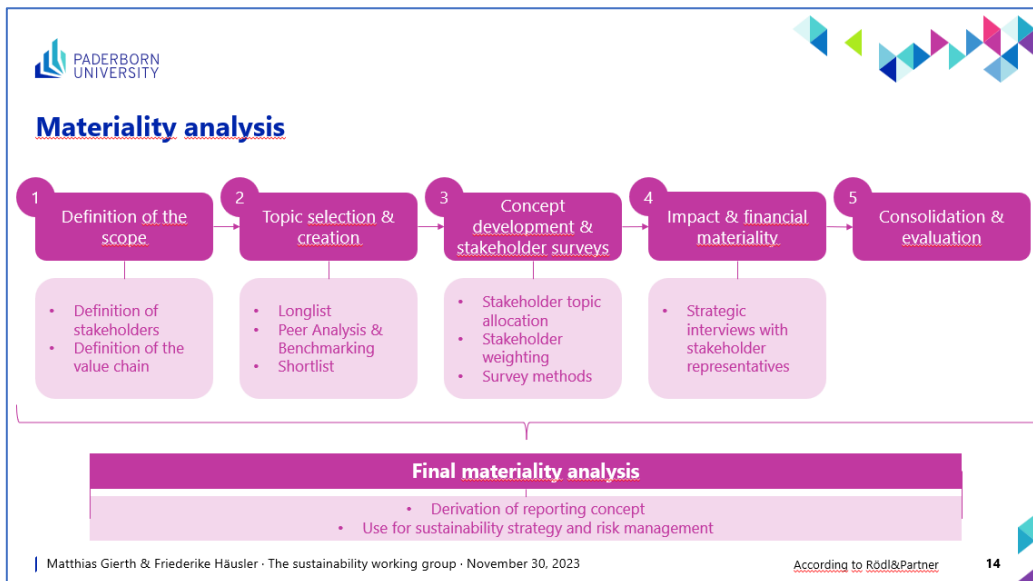 PADERBORN
UNIVERSITY
Materiality analysis
1
Definition of the
scope
2
Topic selection &
creation
3
Concept
development &
stakeholder surveys
4
Impact & financial
materiality
5
Consolidation &
evaluation
• Definition of
stakeholders
• Definition of the
value chain
• Longlist
• Peer Analysis &
Benchmarking
• Shortlist
• Stakeholder topic
allocation
• Stakeholder
weighting
• Survey methods
• Strategic
interviews with
stakeholder
representatives
Final materiality analysis
• Derivation of reporting concept
• Use for sustainability strategy and risk management
Matthias Gierth & Friederike Häusler · The sustainability working group · November 30, 2023
According to Rödl&Partner
14